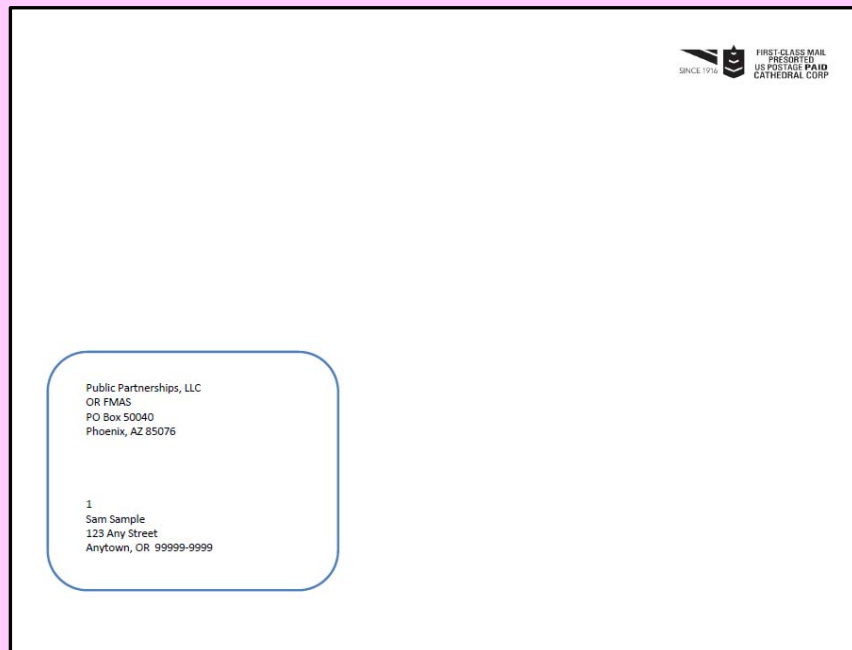 SINCE 1916
FIRST-CLASS MAIL
PRESORTED
US POSTAGE PAID
CATHEDRAL CORP
Public Partnerships, LLC
OR FMAS
PO Box 50040
Phoenix, AZ 85076
1
Sam Sample
123 Any Street
Anytown, OR  99999-9999